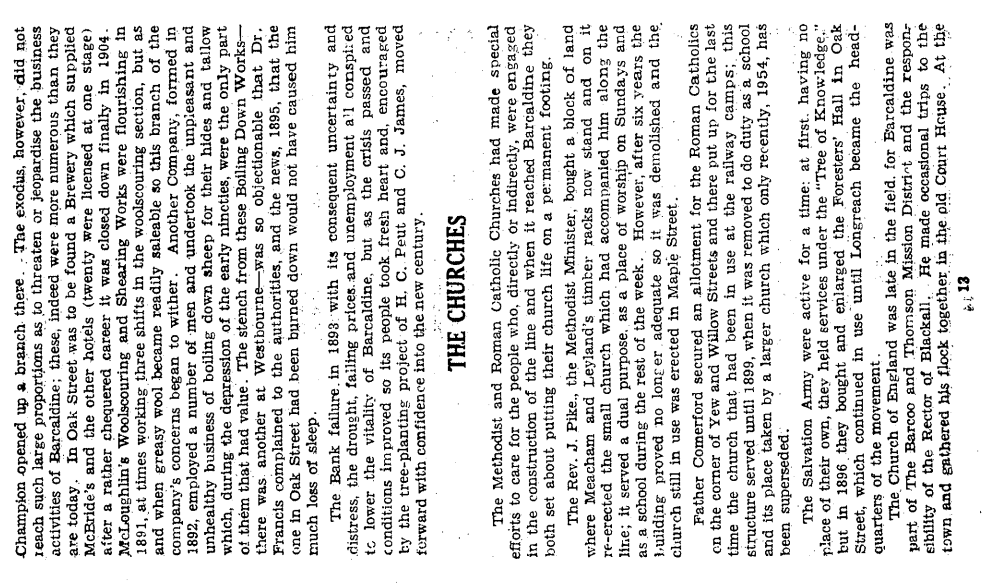 Champion opened up a branch there. The exodus, however, did not
reach such large proportions as to threaten or jeopardise the business
activities of Barcaldine; these, indeed were more numerous than they
are today. In Oak Street was to be found a Brewery which supplied
McBride's and the other hotels (twenty were licensed at one stage)
after a rather chequered career it was closed down finally in 1904.
McLoughlin's Woolscouring and Shearing Works were flourishing in
1891, at times working three shifts in the woolscouring section, but as
and when greasy wool became readily saleable so this branch of the
company's concerns began to wither. Another Company, formed in
1892, employed a number of men and undertook the unpleasant and
unhealthy business of boiling down sheep for their hides and tallow
which, during the depression of the early nineties, were the only part
of them that had value. The stench from these Boiling Down Works—
there was another at Westbourne—was so objectionable that Dr.
Francis complained to the authorities, and the news, 1895, that the
one in Oak Street had been burned down would not have caused him
much loss of sleep.
The Bank failure in 1893 with its consequent uncertainty and
distress, the drought, falling prices and unemployment all conspired
to lower the vitality of Barcaldine, but as the crisis passed and
conditions improved so its people took fresh heart and, encouraged
by the tree-planting project of H. C. Peut and C. J. James, moved
forward with confidence into the new century.
THE CHURCHES
The Methodist and Roman Catholic Churches had made special
efforts to care for the people who, directly or indirectly, were engaged
in the construction of the line and when it reached Barcaldine they
both set about putting their church life on a permanent footing.
The Rev. J. Pike, the Methodist Minister, bought a block of land
where Meacham and Leyland's timber racks now stand and on it
re-erected the small church which had accompanied him along the
line; it served a dual purpose, as a place of worship on Sundays and
as a school during the rest of the week. However, after six years the
building proved no longer adequate so it was demolished and the
church still in use was erected in Maple Street.
Father Comerford secured an allotment for the Roman Catholics
on the corner of Yew and Willow Streets and there put up for the last
time the church that had been in use at the railway camps; this
structure served until 1899, when it was removed to do duty as a school
and its place taken by a larger church which only recently, 1954, has
been superseded.
The Salvation Army were active for a time: at first, having no
place of their own, they held services under the "Tree of Knowledge,"
but in 1896 they bought and enlarged the Foresters' Hall in Oak
Street, which continued in use until Longreach became the head-
quarters of the movement.
The Church of England was late in the field, for Barcaldine was
part of The Barcoo and Thomson Mission District and the respon-
sibility of the Rector of Blackall. He made occasional trips to the
town and gathered his flock together in the old Court House. At the
13